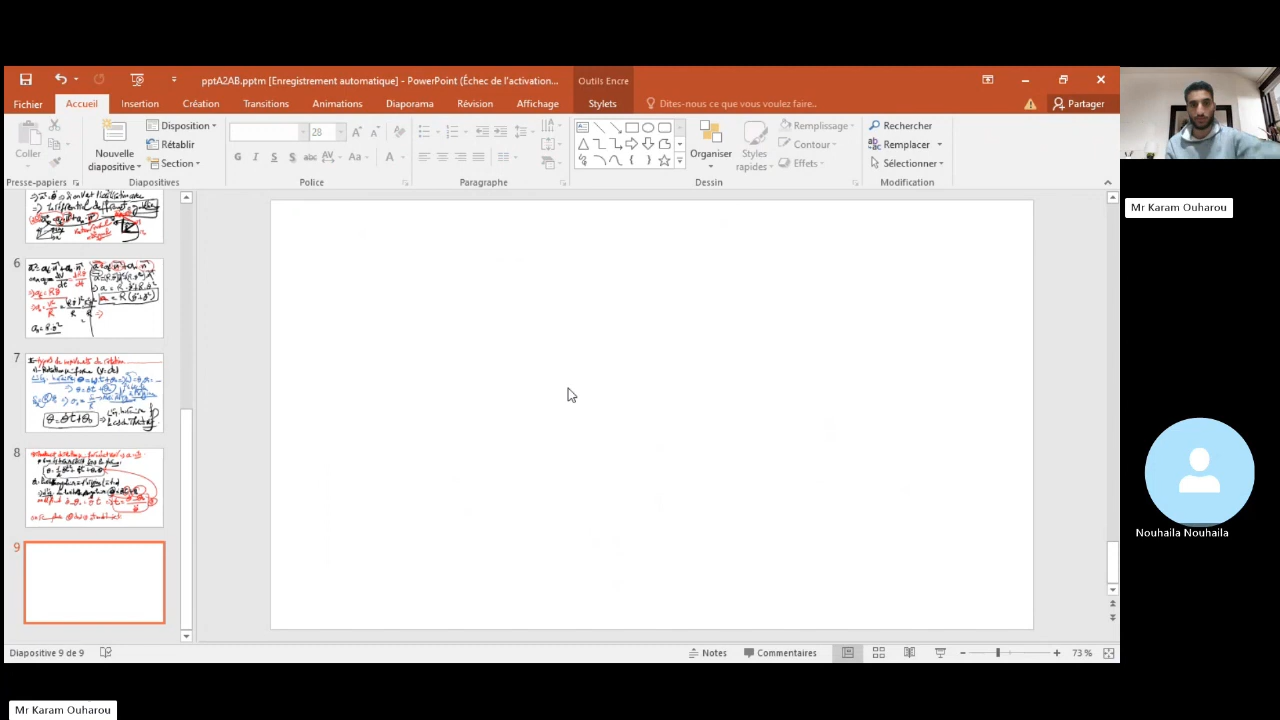 pptA2AB.pptm [Enregistrement automatique] - PowerPoint (Échec de l'activation...
Outils Encre
Fichier Accueil Insertion Création Transitions Animations Diaporama Révision Affichage Stylets Dites-nous ce que vous voulez faire.. Partager
Coller
Nouvelle diapositive
Disposition
Rétablir
Section
28
Organiser
Styles rapides
Remplissage
Contour
Effets
Rechercher
Remplacer
Sélectionner
Presse-papiers Diapositives Police Paragraphe Dessin Modification
Mr Karam Ouharou
6
7
8
9
Nouhaila Nouhaila
Diapositive 9 de 9 Notes Commentaires 73 %
Mr Karam Ouharou